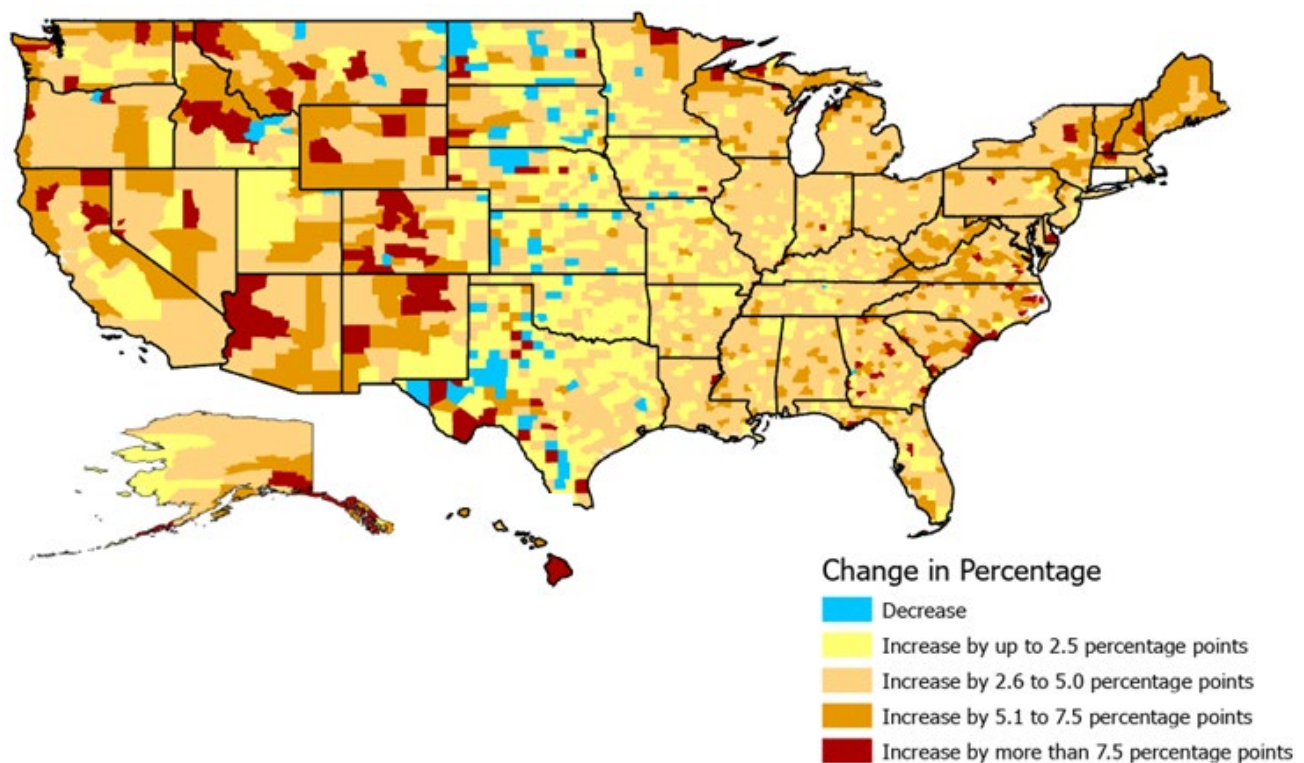 Change in Percentage
Decrease
Increase by up to 2.5 percentage points
Increase by 2.6 to 5.0 percentage points
Increase by 5.1 to 7.5 percentage points
Increase by more than 7.5 percentage points